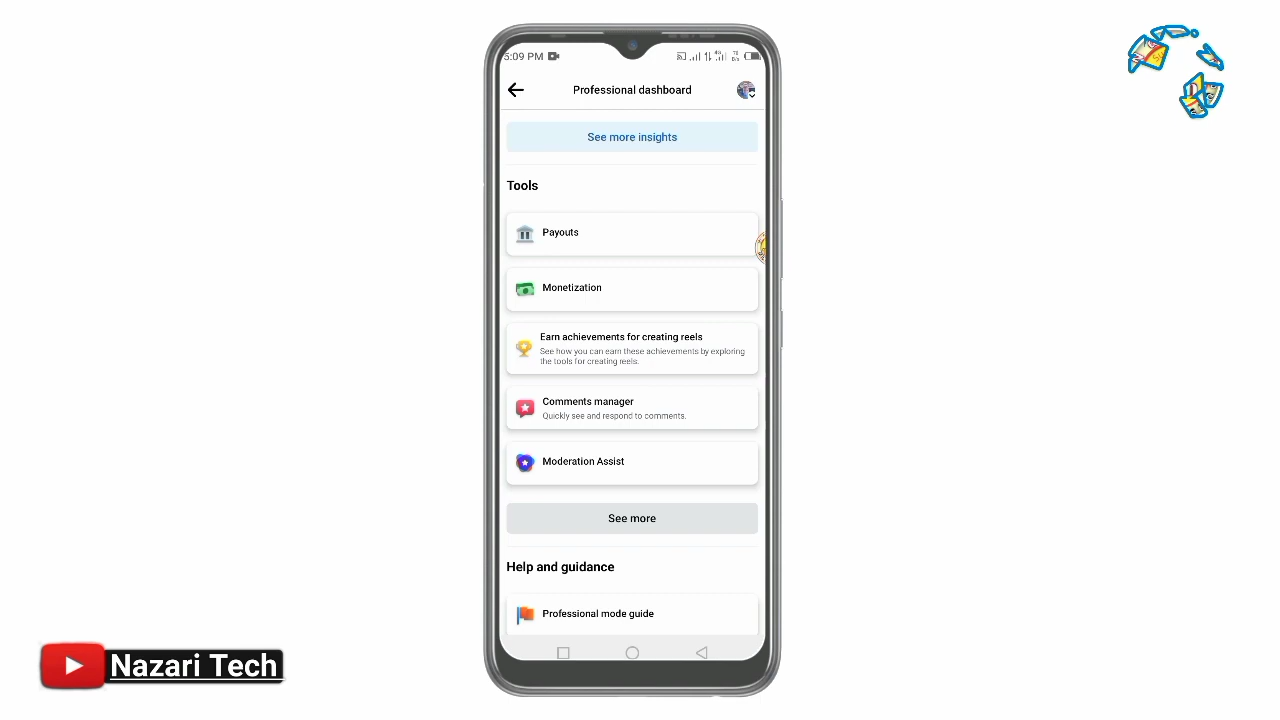 5:09 PM
Professional dashboard
See more insights
Tools
Payouts
Monetization
Earn achievements for creating reels
See how you can earn these achievements by exploring
the tools for creating reels.
Comments manager
Quickly see and respond to comments.
Moderation Assist
See more
Help and guidance
Professional mode guide
Nazari Tech